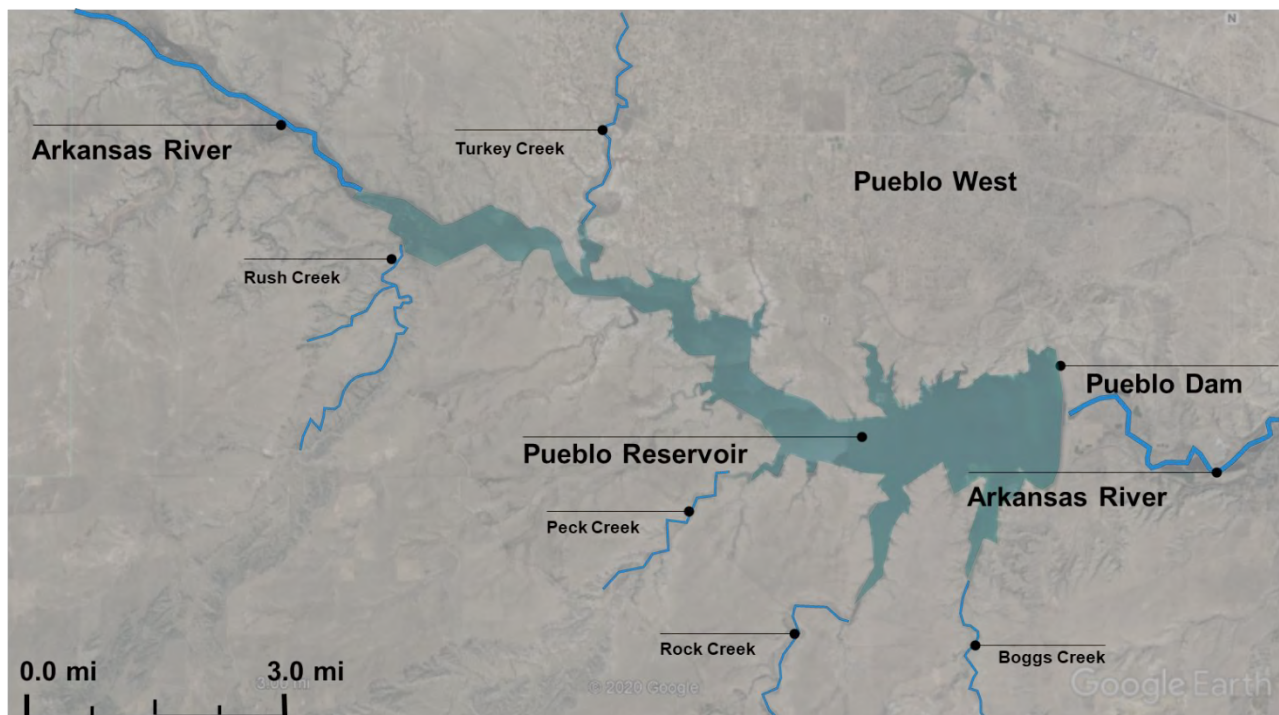 N
Arkansas River
Turkey Creek
Pueblo West
Rush Creek
Pueblo Dam
Pueblo Reservoir
Arkansas River
Peck Creek
Rock Creek
Boggs Creek
0.0 mi
3.0 mi
© 2020 Google
Google Earth